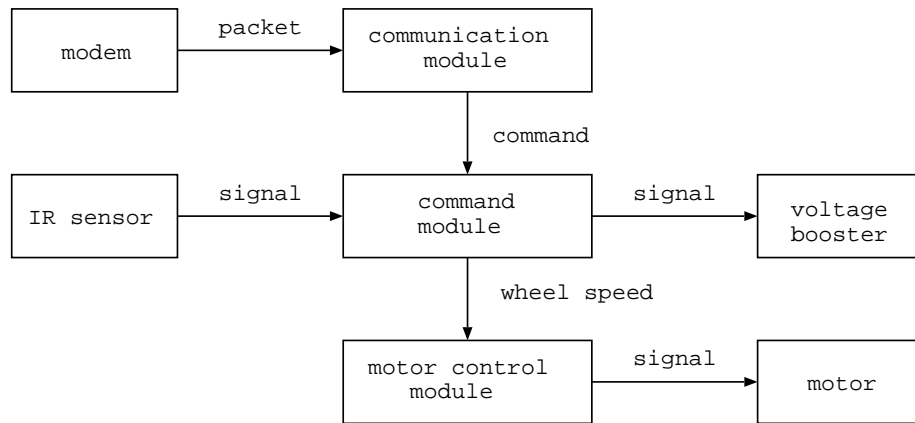 packet
modem
communication
module
command
signal
IR sensor
command
module
signal
voltage
booster
wheel speed
motor control
module
signal
motor